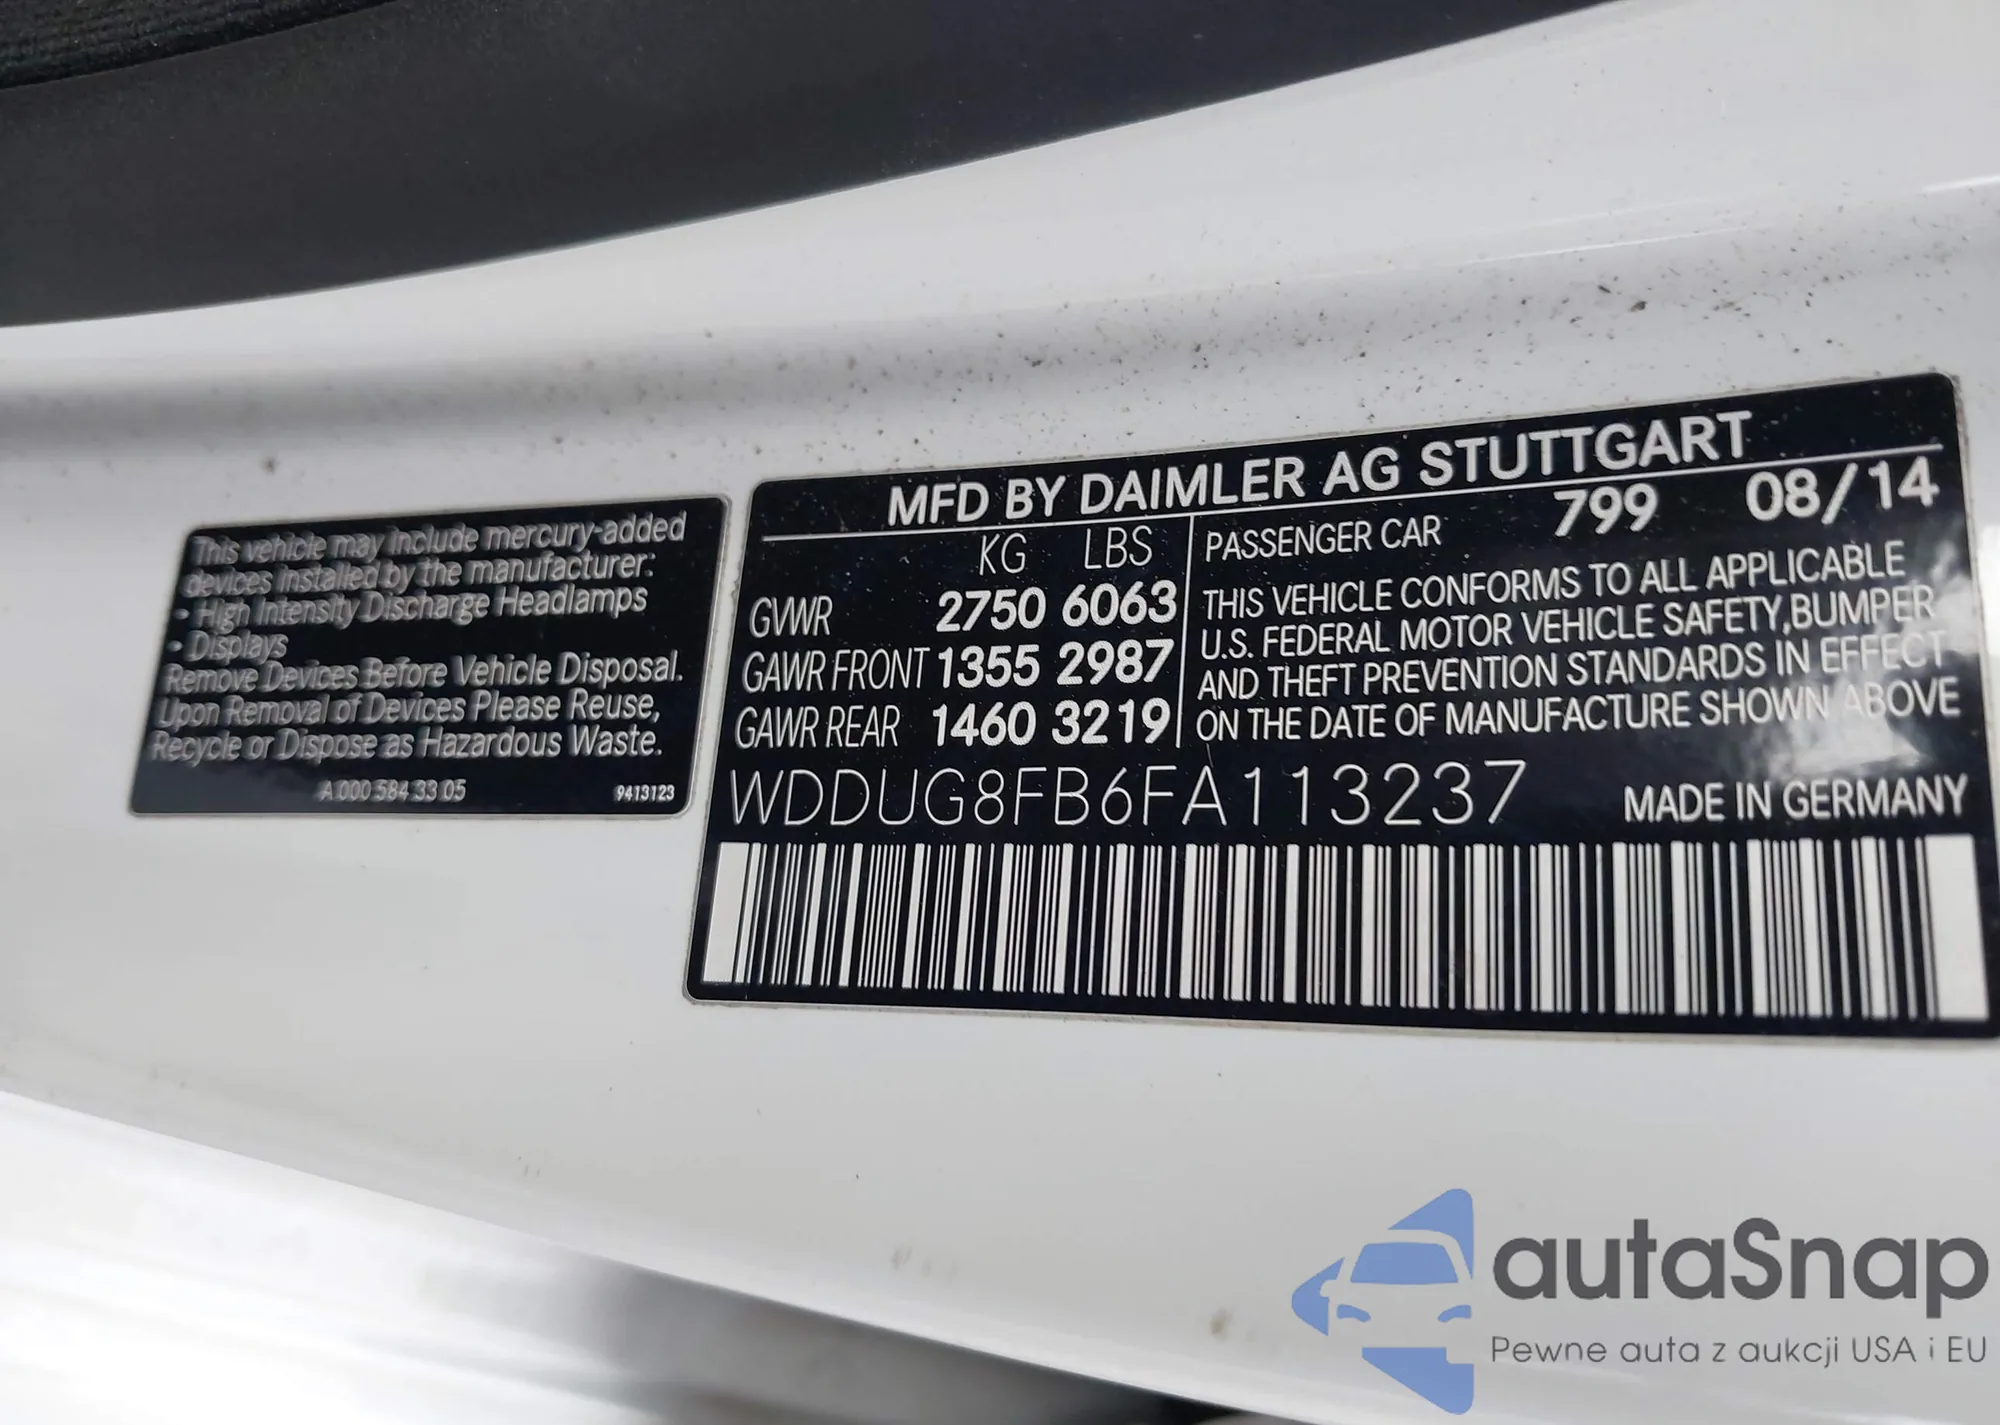 This vehicle may include mercury-added
devices installed by the manufacturer:
• High Intensity Discharge Headlamps
• Displays
Remove Devices Before Vehicle Disposal.
Upon Removal of Devices Please Reuse,
Recycle or Dispose as Hazardous Waste.
A 000 584 33 05 9413123
MFD BY DAIMLER AG STUTTGART
KG LBS
GVWR 2750 6063
GAWR FRONT 1355 2987
GAWR REAR 1460 3219
PASSENGER CAR 799 08/14
THIS VEHICLE CONFORMS TO ALL APPLICABLE
U.S. FEDERAL MOTOR VEHICLE SAFETY,BUMPER
AND THEFT PREVENTION STANDARDS IN EFFECT
ON THE DATE OF MANUFACTURE SHOWN ABOVE
WDDUG8FB6FA113237 MADE IN GERMANY
autaSnap
Pewne auta z aukcji USA i EU